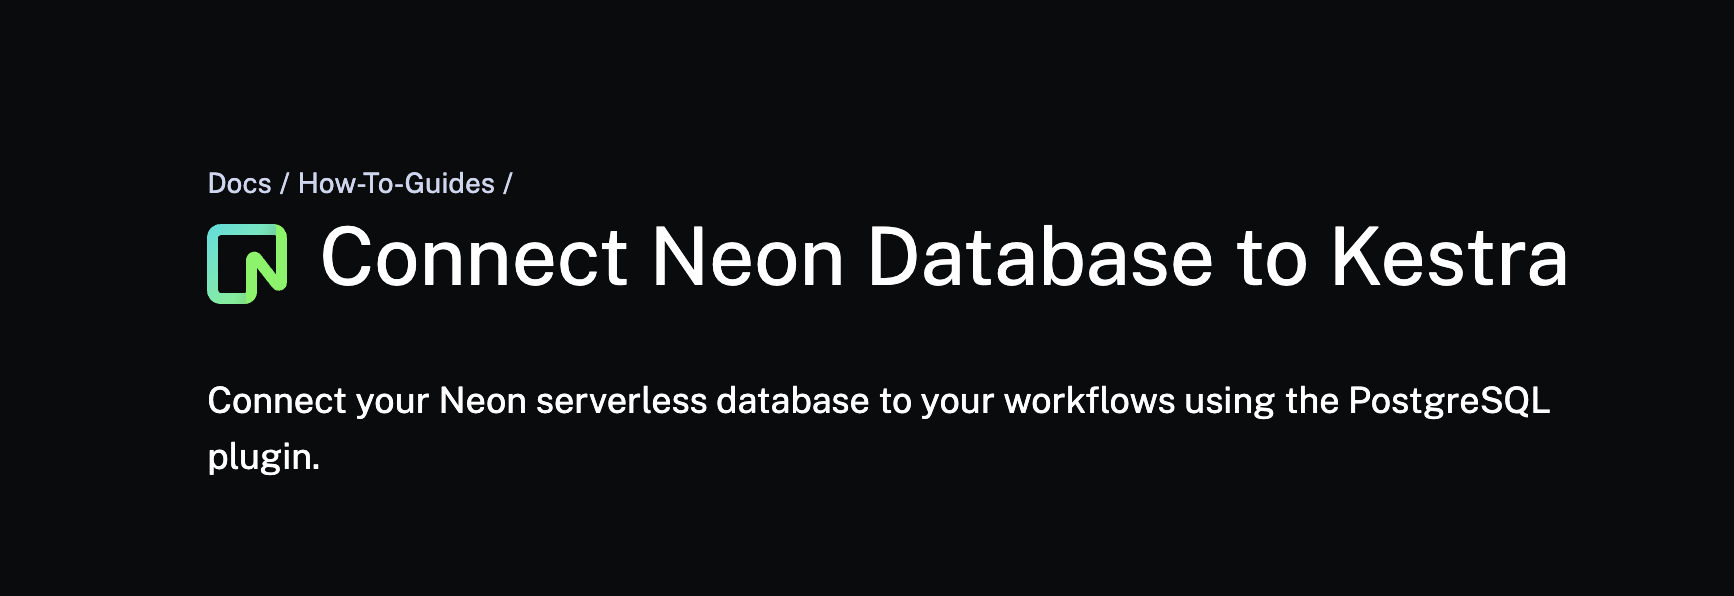 Docs / How-To-Guides /
Connect Neon Database to Kestra
Connect your Neon serverless database to your workflows using the PostgreSQL
plugin.